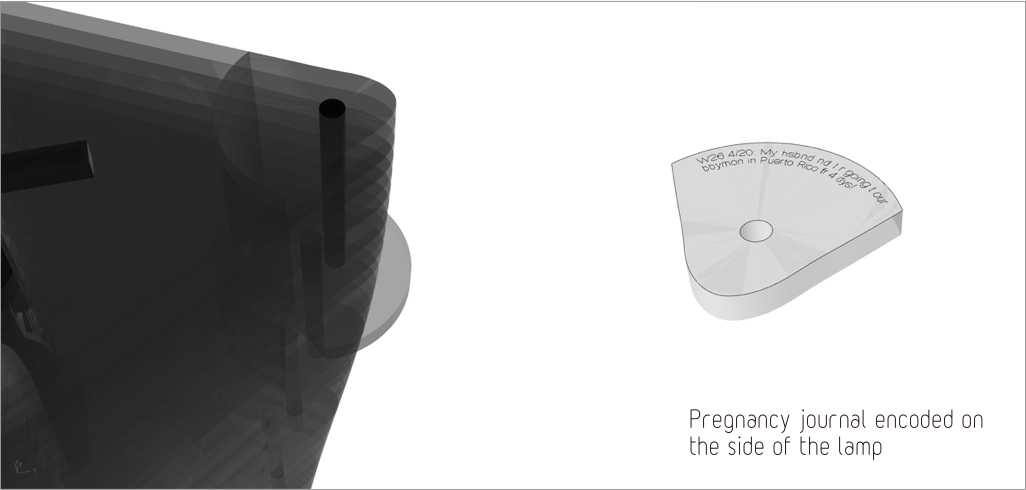 W26 4/20 My hsbnd nd I r going t our
bbymon in Puerto Rico fr 4 dys!
Pregnancy journal encoded on
the side of the lamp